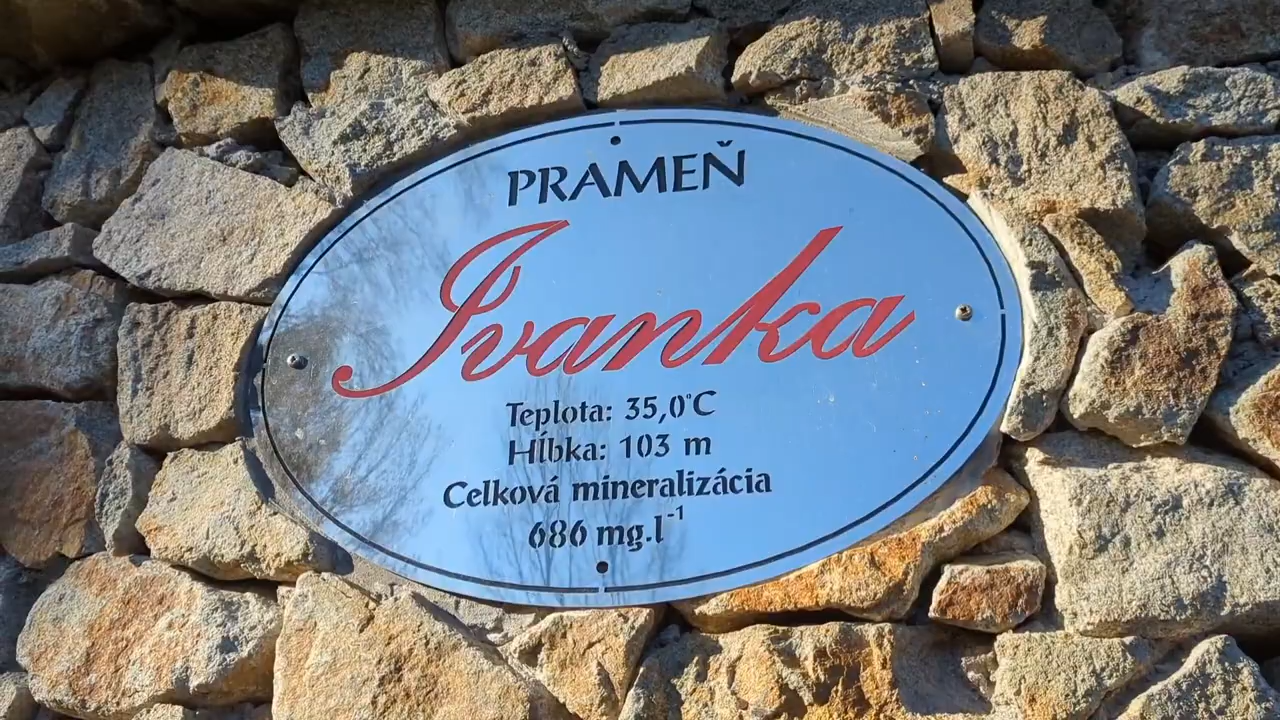 PRAMEŇ
Ivanka
Teplota: 35,0°C
Hĺbka: 103 m
Celková mineralizácia
686 mg.l⁻¹